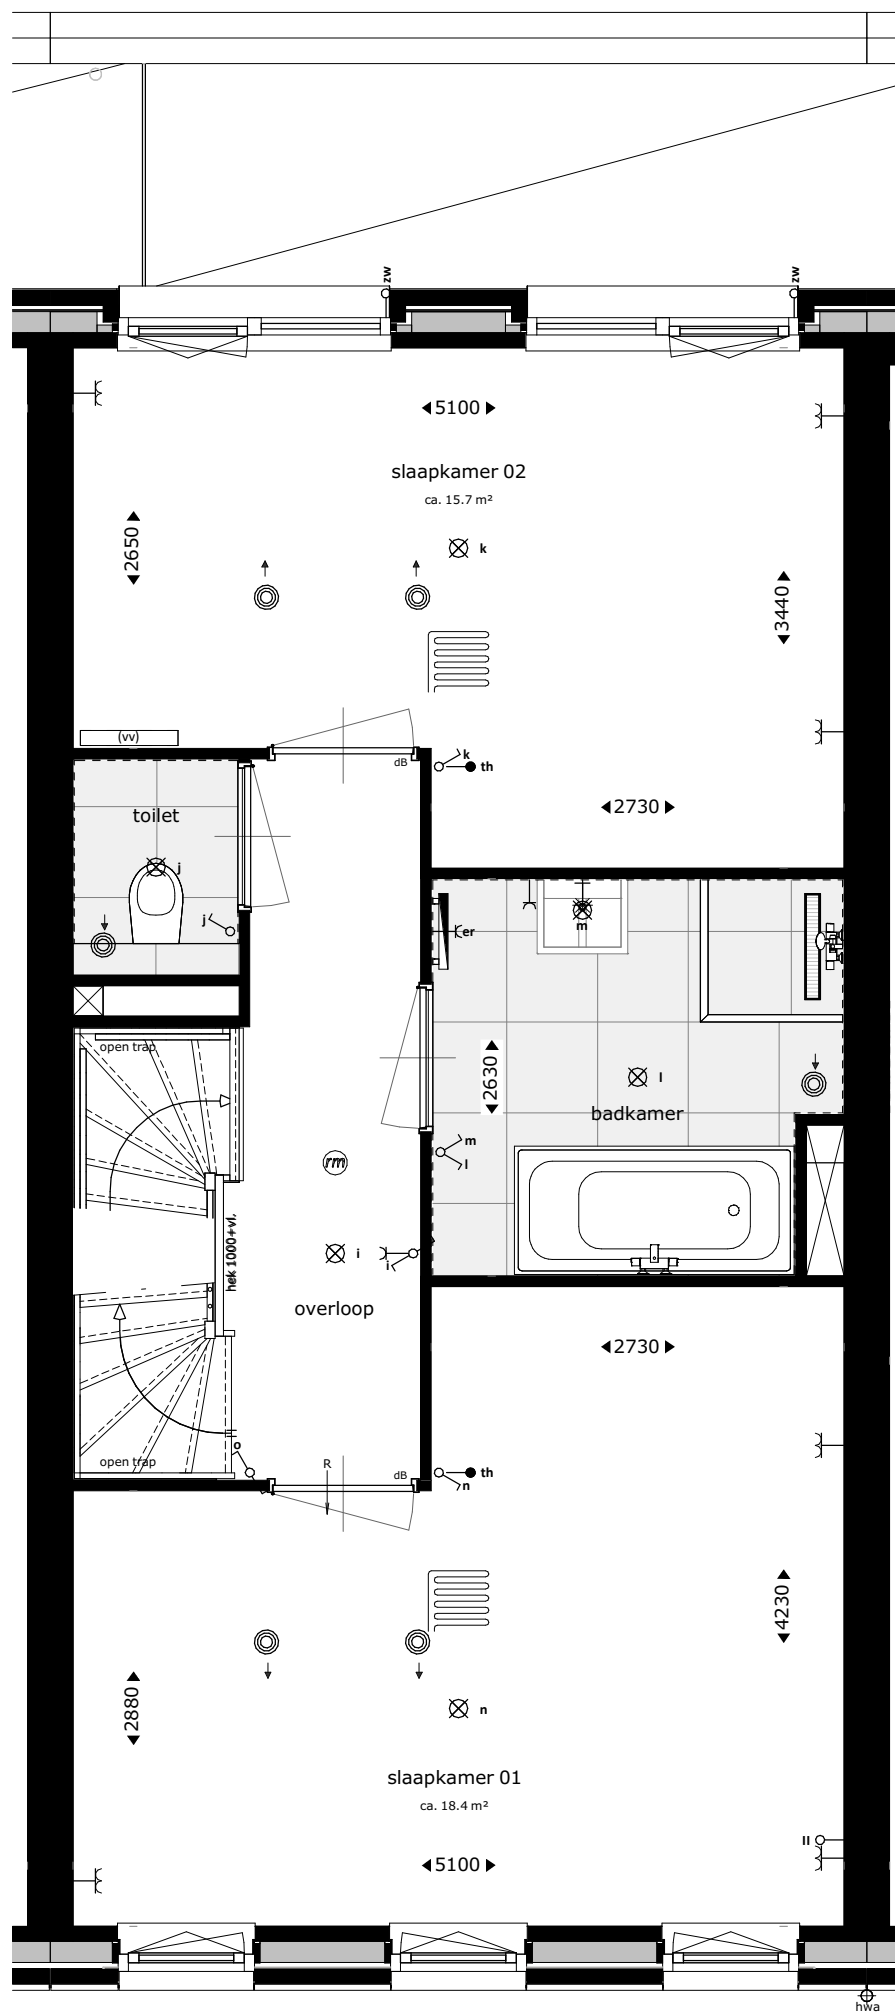 zw
zw
5100
slaapkamer 02
ca. 15.7 m²
2650
k
3440
(vv)
dB
k
th
2730
toilet
j
j
er
m
open trap
2630
l
badkamer
m
l
rm
hek 1000+vl.
i
i
overloop
2730
o
open trap
R
dB
th
n
4230
2880
n
slaapkamer 01
ca. 18.4 m²
II
5100
hwa